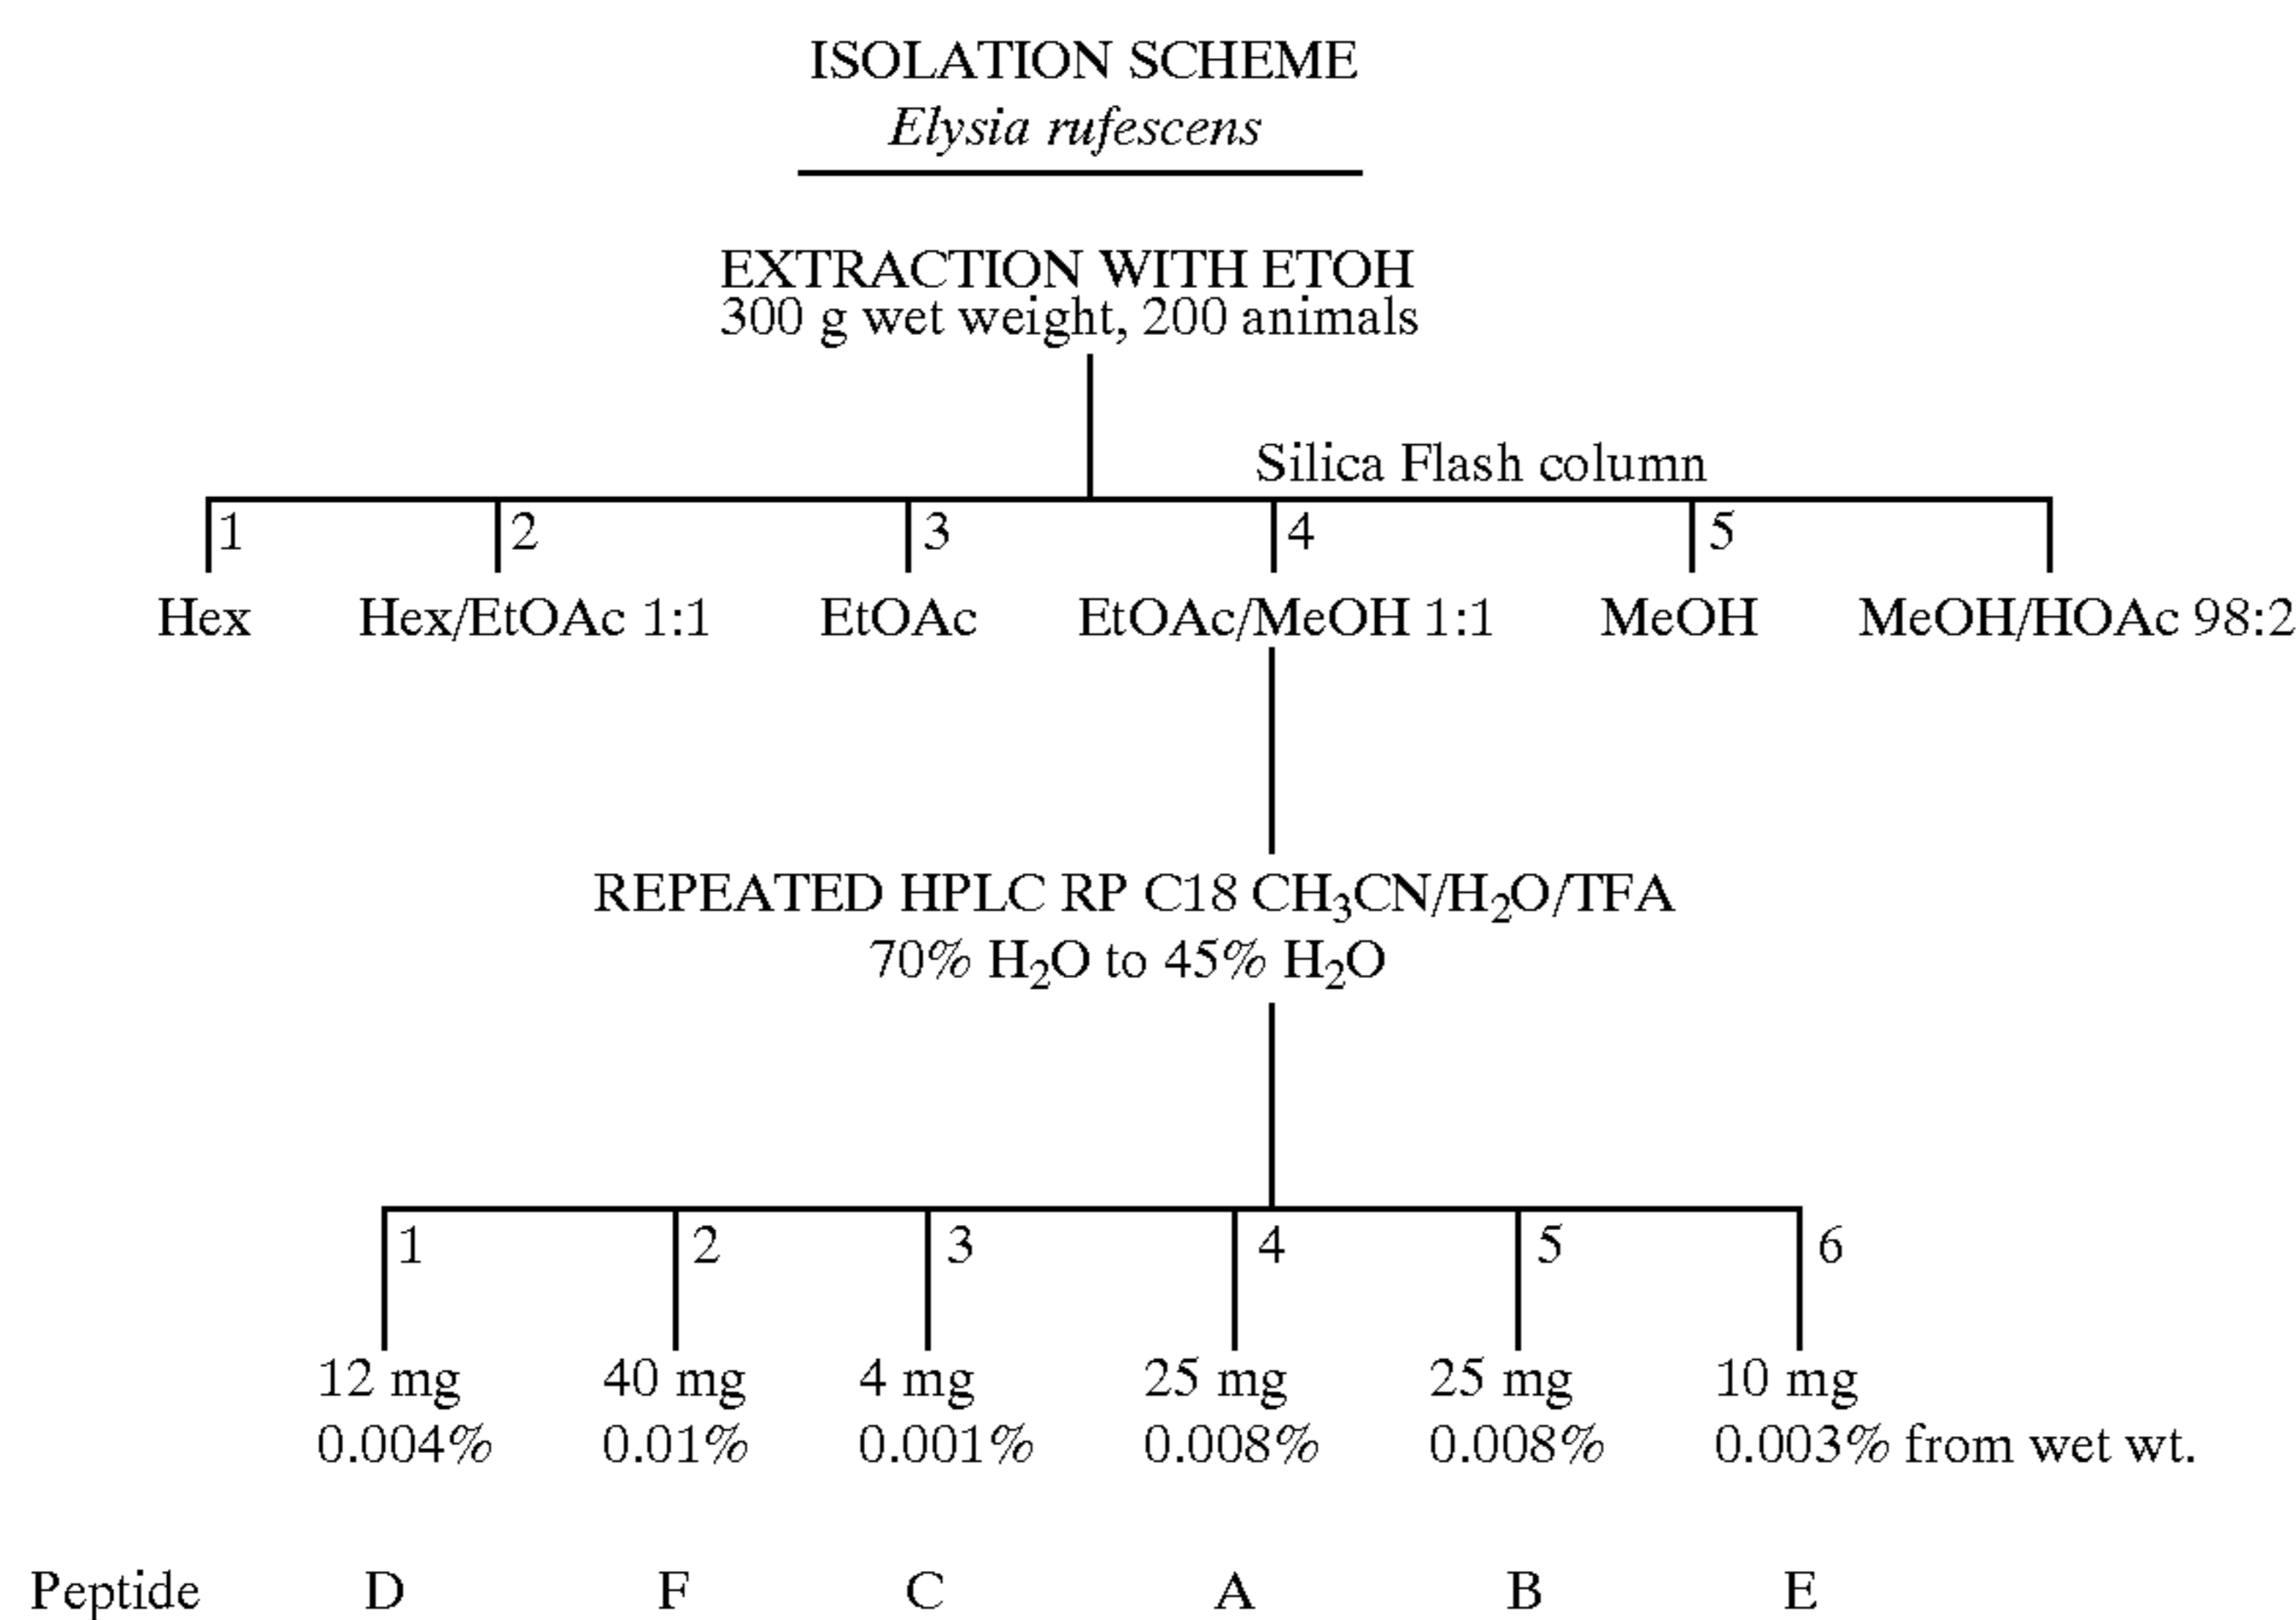 ISOLATION SCHEME
Elysia rufescens
EXTRACTION WITH ETOH
300 g wet weight, 200 animals
Silica Flash column
1 2 3 4 5
Hex Hex/EtOAc 1:1 EtOAc EtOAc/MeOH 1:1 MeOH MeOH/HOAc 98:2
REPEATED HPLC RP C18 CH₃CN/H₂O/TFA
70% H₂O to 45% H₂O
1 2 3 4 5 6
12 mg 40 mg 4 mg 25 mg 25 mg 10 mg
0.004% 0.01% 0.001% 0.008% 0.008% 0.003% from wet wt.
Peptide D F C A B E